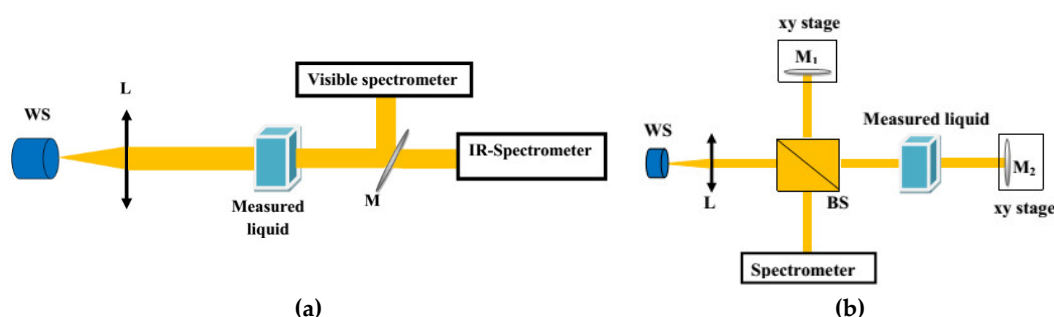 Visible spectrometer
L
WS
IR-Spectrometer
M
Measured
liquid
(a)
xy stage
M₁
Measured liquid
WS
M₂
L
BS
xy stage
Spectrometer
(b)